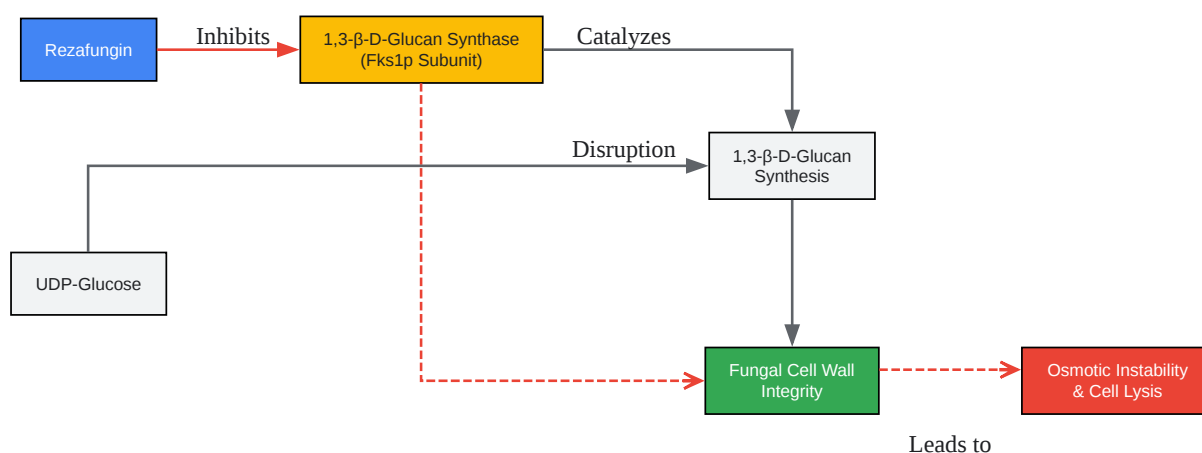 Rezafungin
Inhibits
1,3-β-D-Glucan Synthase
(Fks1p Subunit)
Catalyzes
Disruption
1,3-β-D-Glucan
Synthesis
UDP-Glucose
Fungal Cell Wall
Integrity
Osmotic Instability
& Cell Lysis
Leads to